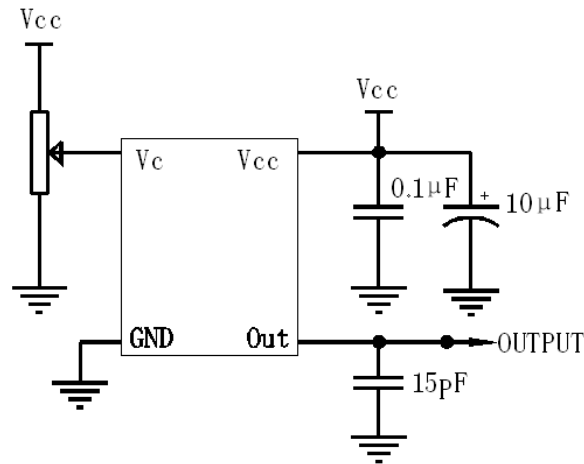 Vcc
Vcc
Vc
Vcc
0.1μF
+
10μF
GND
Out
OUTPUT
15pF